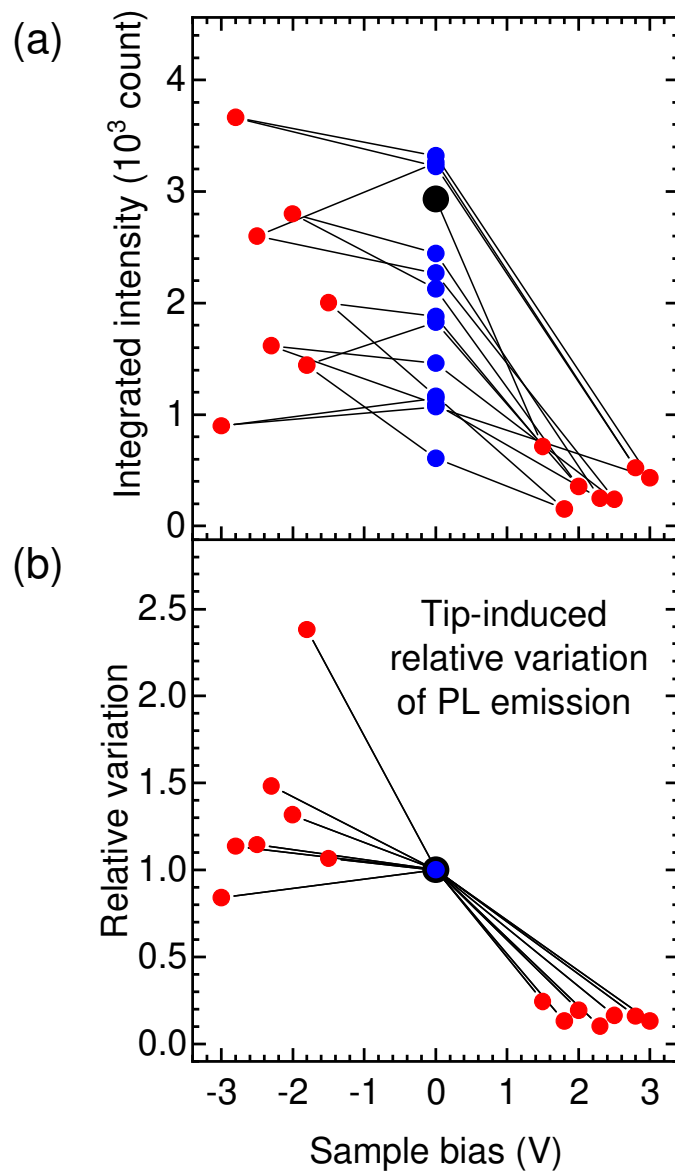 (a)
Integrated intensity (10³ count)
4
3
2
1
0
(b)
Relative variation
2.5
2.0
1.5
1.0
0.5
0.0
Tip-induced
relative variation
of PL emission
-3 -2 -1 0 1 2 3
Sample bias (V)